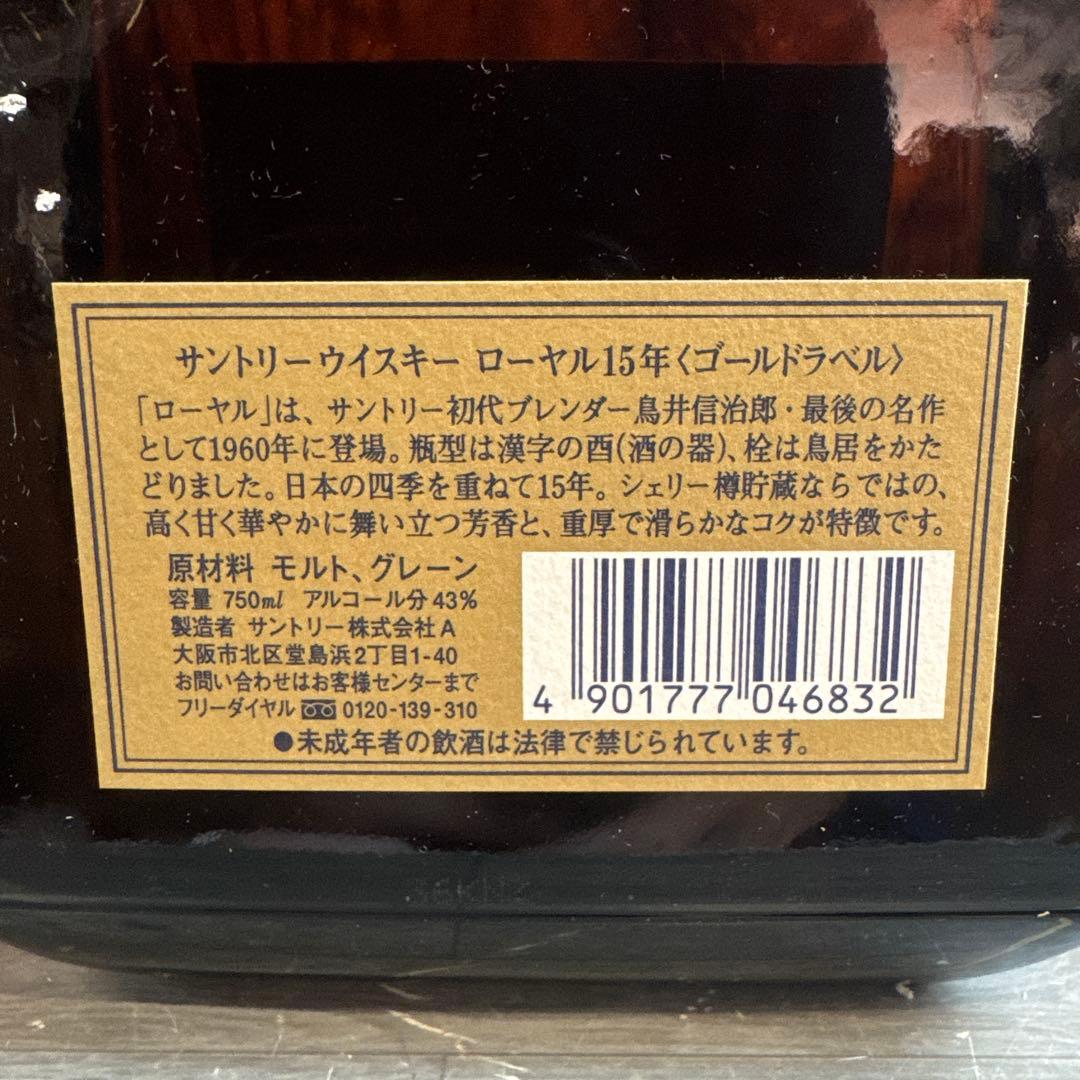 サントリーウイスキー ローヤル15年〈ゴールドラベル〉
「ローヤル」は、サントリー初代ブレンダー鳥井信治郎・最後の名作
として1960年に登場。瓶型は漢字の酉(酒の器)、栓は鳥居をかた
どりました。日本の四季を重ねて15年。シェリー樽貯蔵ならではの、
高く甘く華やかに舞い立つ芳香と、重厚で滑らかなコクが特徴です。
原材料 モルト、グレーン
容量 750ml アルコール分43%
製造者 サントリー株式会社A
大阪市北区堂島浜2丁目1-40
お問い合わせはお客様センターまで
フリーダイヤル 0120-139-310
4 901777 046832
●未成年者の飲酒は法律で禁じられています。